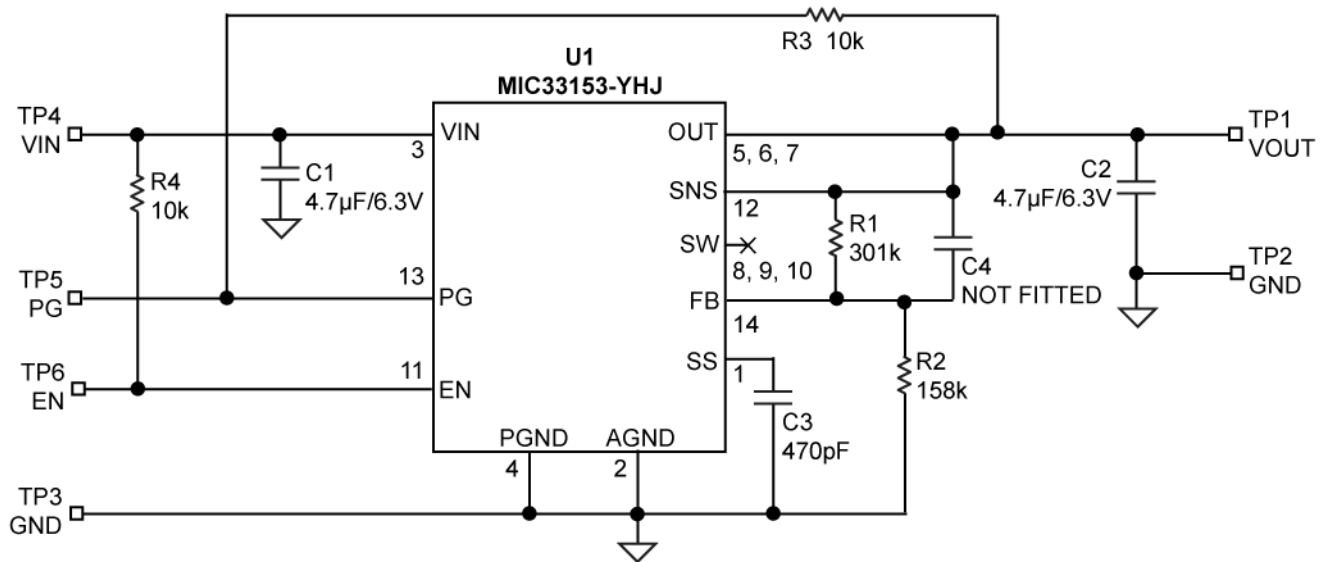 R3 10k
U1
MIC33153-YHJ
TP4
VIN
VIN
3
OUT
5, 6, 7
TP1
VOUT
R4
10k
C1
4.7µF/6.3V
SNS
12
R1
301k
C2
4.7µF/6.3V
SW
8, 9, 10
C4
NOT FITTED
TP2
GND
TP5
PG
13
PG
FB
14
TP6
EN
11
EN
SS
1
R2
158k
C3
470pF
PGND
4
AGND
2
TP3
GND